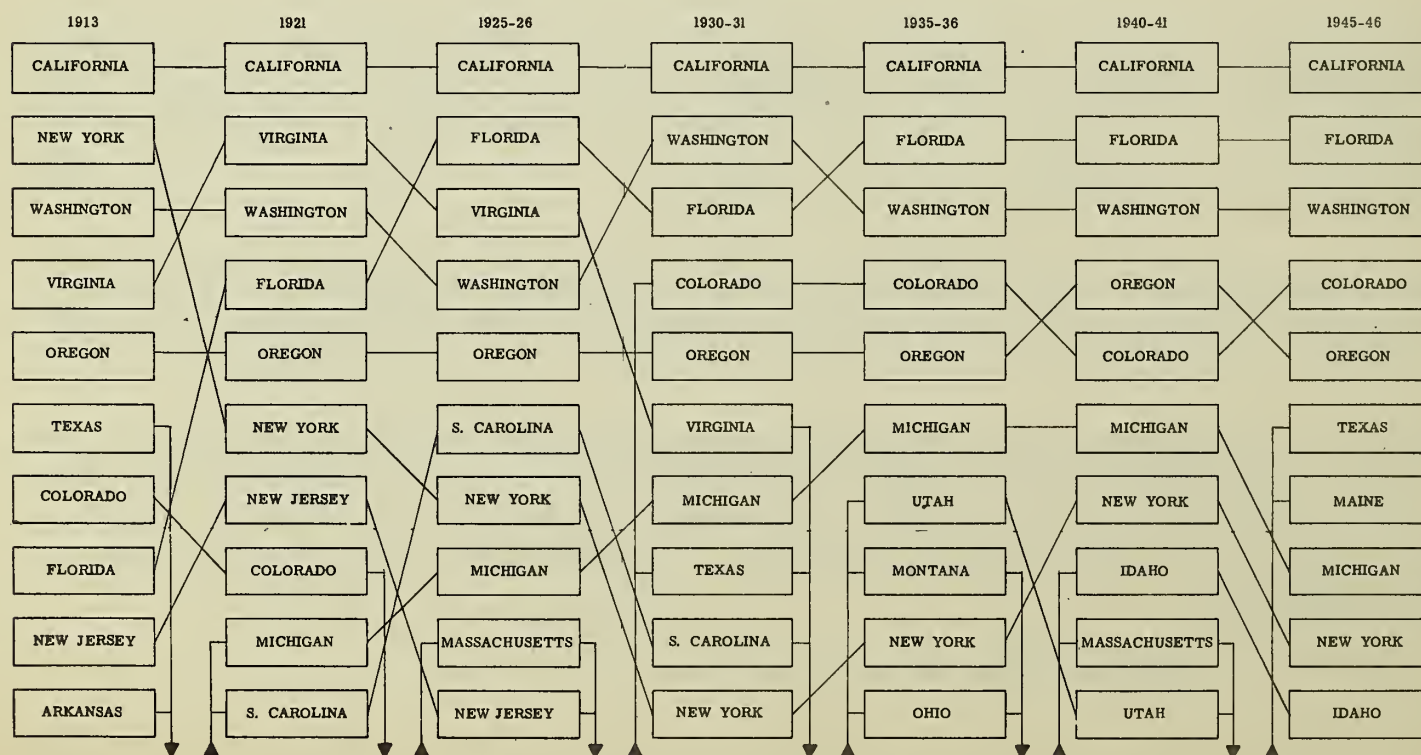 1913 1921 1925-26 1930-31 1935-36 1940-41 1945-46
CALIFORNIA CALIFORNIA CALIFORNIA CALIFORNIA CALIFORNIA CALIFORNIA CALIFORNIA
NEW YORK VIRGINIA FLORIDA WASHINGTON FLORIDA FLORIDA FLORIDA
WASHINGTON WASHINGTON VIRGINIA FLORIDA WASHINGTON WASHINGTON WASHINGTON
VIRGINIA FLORIDA WASHINGTON COLORADO COLORADO OREGON COLORADO
OREGON OREGON OREGON OREGON OREGON COLORADO OREGON
TEXAS NEW YORK S. CAROLINA VIRGINIA MICHIGAN MICHIGAN TEXAS
COLORADO NEW JERSEY NEW YORK MICHIGAN UTAH NEW YORK MAINE
FLORIDA COLORADO MICHIGAN TEXAS MONTANA IDAHO MICHIGAN
NEW JERSEY MICHIGAN MASSACHUSETTS S. CAROLINA NEW YORK MASSACHUSETTS NEW YORK
ARKANSAS S. CAROLINA NEW JERSEY NEW YORK OHIO UTAH IDAHO